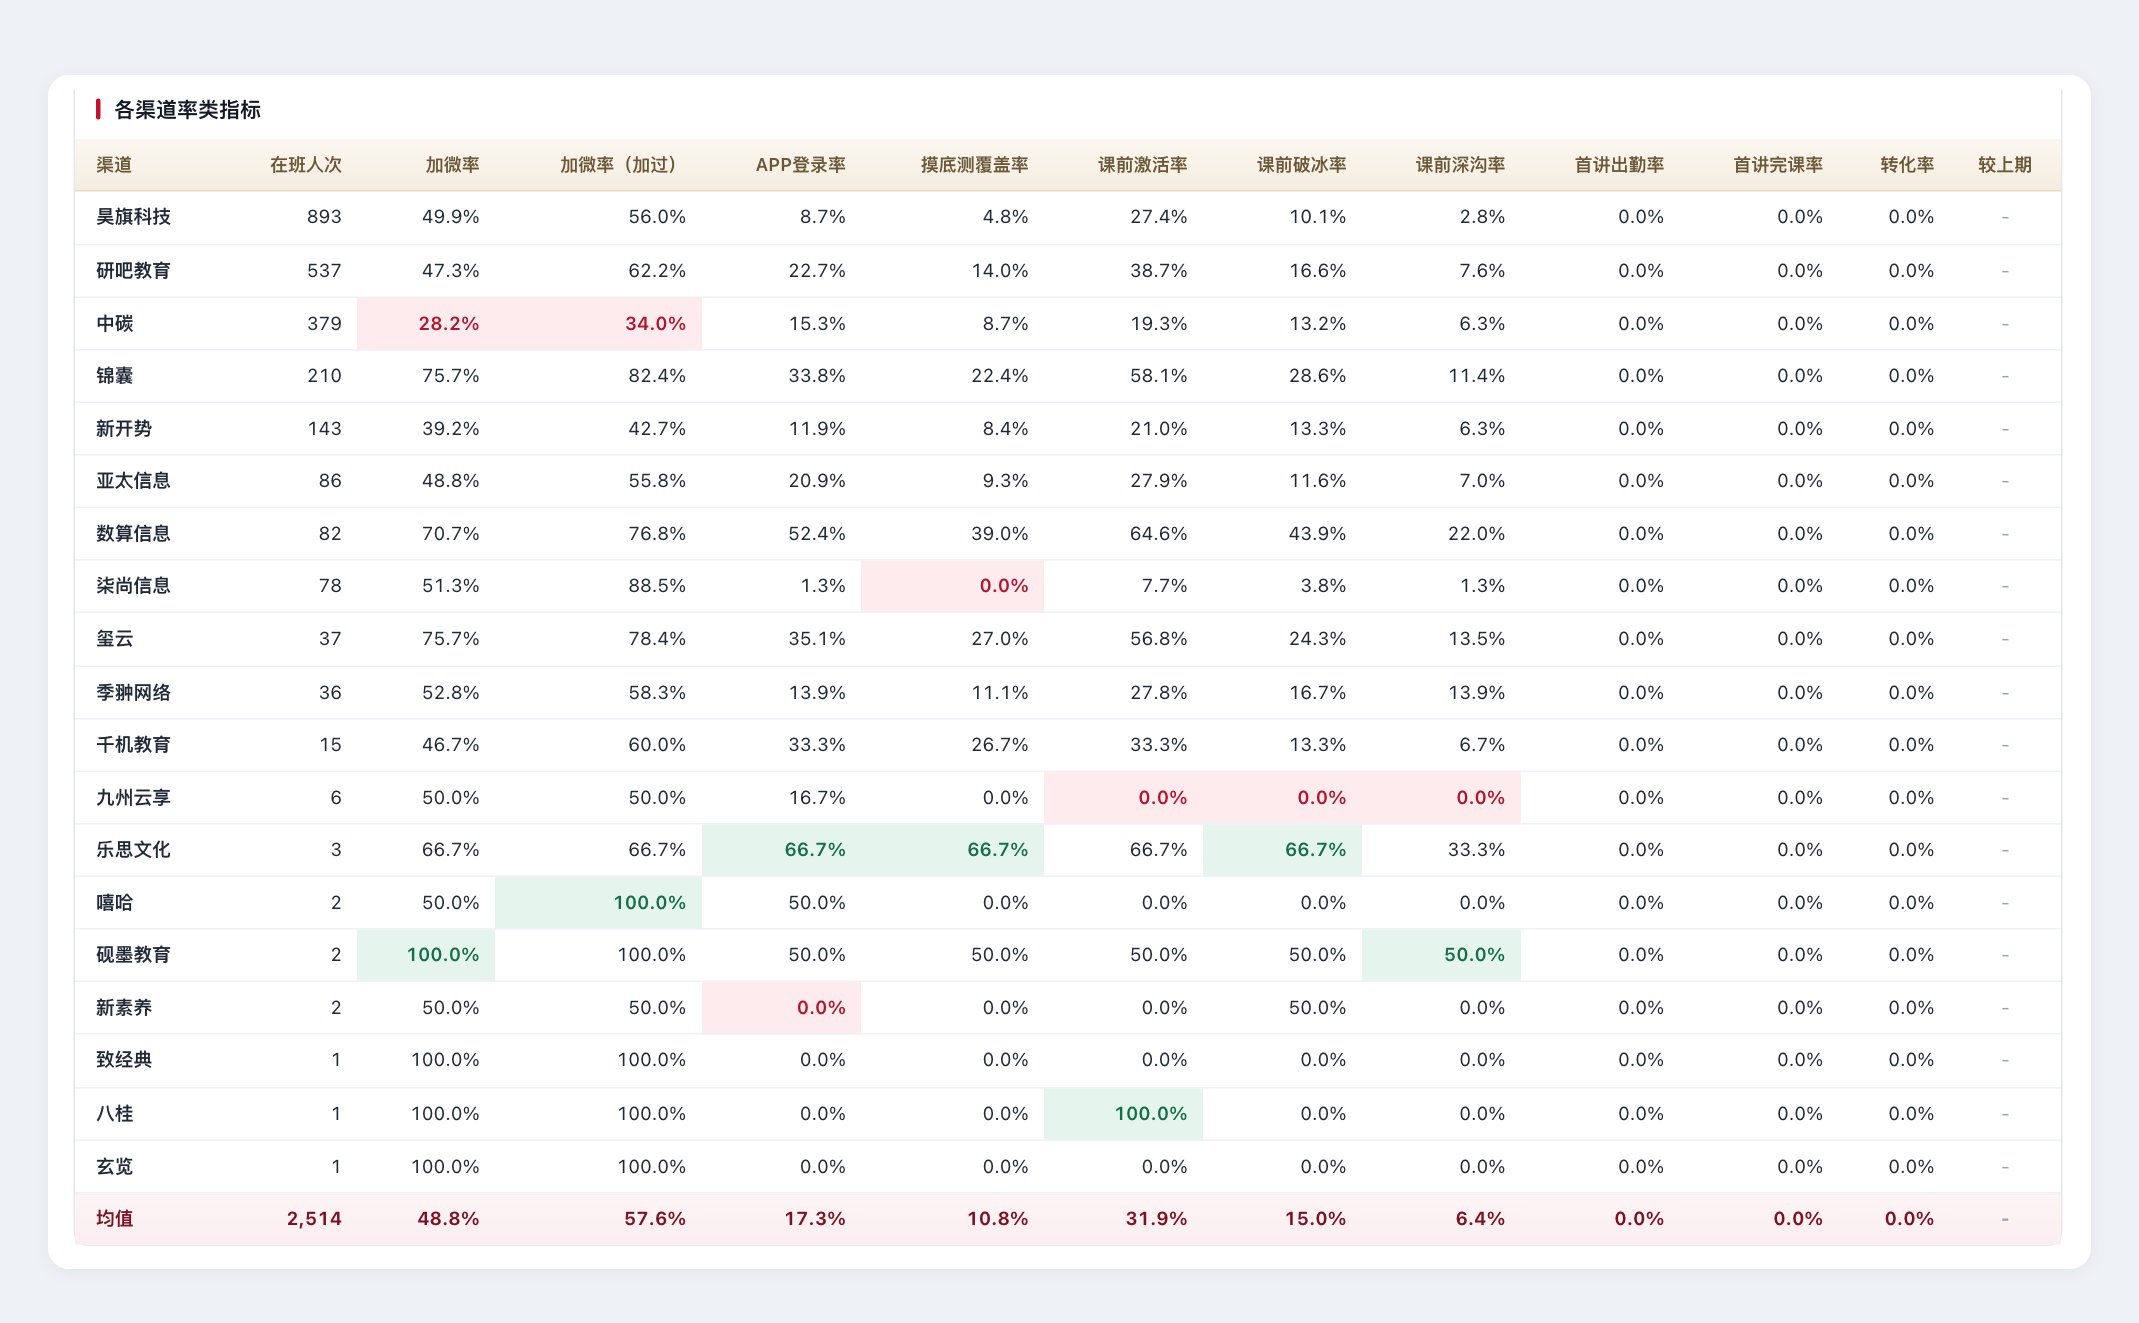 各渠道率类指标
渠道 在班人次 加微率 加微率（加过） APP登录率 摸底测覆盖率 课前激活率 课前破冰率 课前深沟率 首讲出勤率 首讲完课率 转化率 较上期
昊旗科技 893 49.9% 56.0% 8.7% 4.8% 27.4% 10.1% 2.8% 0.0% 0.0% 0.0% -
研吧教育 537 47.3% 62.2% 22.7% 14.0% 38.7% 16.6% 7.6% 0.0% 0.0% 0.0% -
中碳 379 28.2% 34.0% 15.3% 8.7% 19.3% 13.2% 6.3% 0.0% 0.0% 0.0% -
锦囊 210 75.7% 82.4% 33.8% 22.4% 58.1% 28.6% 11.4% 0.0% 0.0% 0.0% -
新开势 143 39.2% 42.7% 11.9% 8.4% 21.0% 13.3% 6.3% 0.0% 0.0% 0.0% -
亚太信息 86 48.8% 55.8% 20.9% 9.3% 27.9% 11.6% 7.0% 0.0% 0.0% 0.0% -
数算信息 82 70.7% 76.8% 52.4% 39.0% 64.6% 43.9% 22.0% 0.0% 0.0% 0.0% -
柒尚信息 78 51.3% 88.5% 1.3% 0.0% 7.7% 3.8% 1.3% 0.0% 0.0% 0.0% -
玺云 37 75.7% 78.4% 35.1% 27.0% 56.8% 24.3% 13.5% 0.0% 0.0% 0.0% -
季翀网络 36 52.8% 58.3% 13.9% 11.1% 27.8% 16.7% 13.9% 0.0% 0.0% 0.0% -
千机教育 15 46.7% 60.0% 33.3% 26.7% 33.3% 13.3% 6.7% 0.0% 0.0% 0.0% -
九州云享 6 50.0% 50.0% 16.7% 0.0% 0.0% 0.0% 0.0% 0.0% 0.0% 0.0% -
乐思文化 3 66.7% 66.7% 66.7% 66.7% 66.7% 66.7% 33.3% 0.0% 0.0% 0.0% -
嘻哈 2 50.0% 100.0% 50.0% 0.0% 0.0% 0.0% 0.0% 0.0% 0.0% 0.0% -
砚墨教育 2 100.0% 100.0% 50.0% 50.0% 50.0% 50.0% 50.0% 0.0% 0.0% 0.0% -
新素养 2 50.0% 50.0% 0.0% 0.0% 0.0% 50.0% 0.0% 0.0% 0.0% 0.0% -
致经典 1 100.0% 100.0% 0.0% 0.0% 0.0% 0.0% 0.0% 0.0% 0.0% 0.0% -
八桂 1 100.0% 100.0% 0.0% 0.0% 100.0% 0.0% 0.0% 0.0% 0.0% 0.0% -
玄览 1 100.0% 100.0% 0.0% 0.0% 0.0% 0.0% 0.0% 0.0% 0.0% 0.0% -
均值 2,514 48.8% 57.6% 17.3% 10.8% 31.9% 15.0% 6.4% 0.0% 0.0% 0.0% -